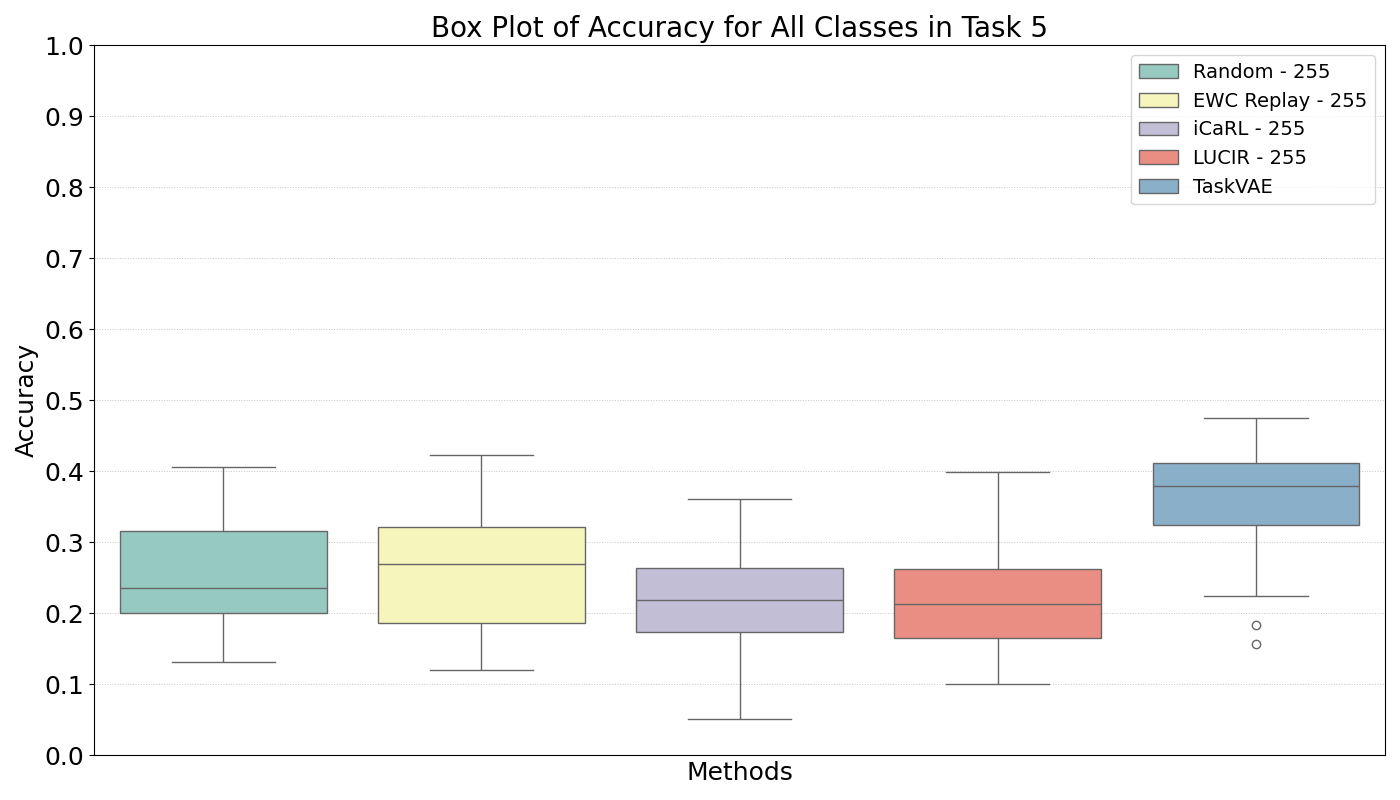 Box Plot of Accuracy for All Classes in Task 5
1.0
0.9
0.8
0.7
0.6
0.5
0.4
0.3
0.2
0.1
0.0
Accuracy
Methods
Random - 255
EWC Replay - 255
iCaRL - 255
LUCIR - 255
TaskVAE